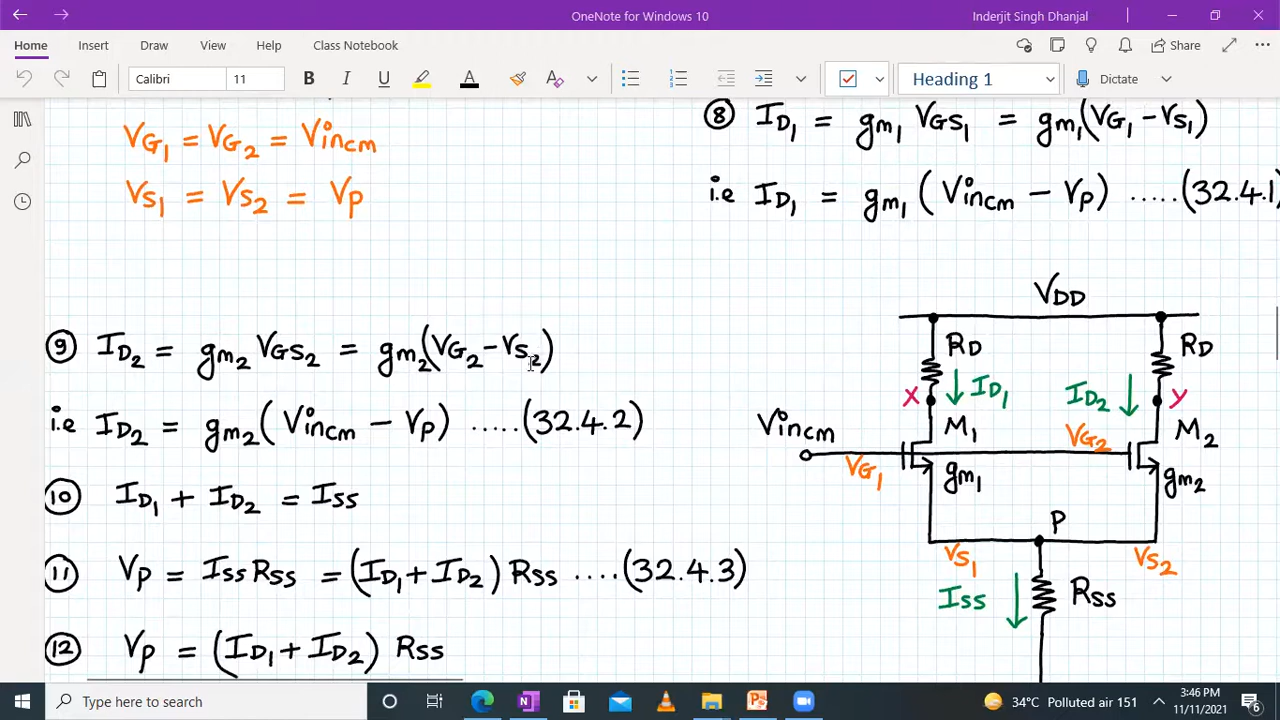 OneNote for Windows 10
Inderjit Singh Dhanjal
Home Insert Draw View Help Class Notebook
Share
Calibri 11 B I U A Heading 1 Dictate
VG1 = VG2 = Vincm
VS1 = VS2 = VP
⑧ ID1 = gm1 VGS1 = gm1(VG1 - VS1)
i.e ID1 = gm1 (Vincm - VP) .....(32.4.1)
⑨ ID2 = gm2 VGS2 = gm2(VG2 - VS2)
i.e ID2 = gm2(Vincm - VP) .....(32.4.2)
⑩ ID1 + ID2 = ISS
⑪ VP = ISS RSS = (ID1 + ID2) RSS ....(32.4.3)
⑫ VP = (ID1 + ID2) RSS
VDD
RD RD
X ID1 ID2 Y
Vincm M1 M2
VG1 VG2
gm1 gm2
P
VS1 VS2
ISS RSS
Type here to search
34°C Polluted air 151
3:46 PM
11/11/2021
6